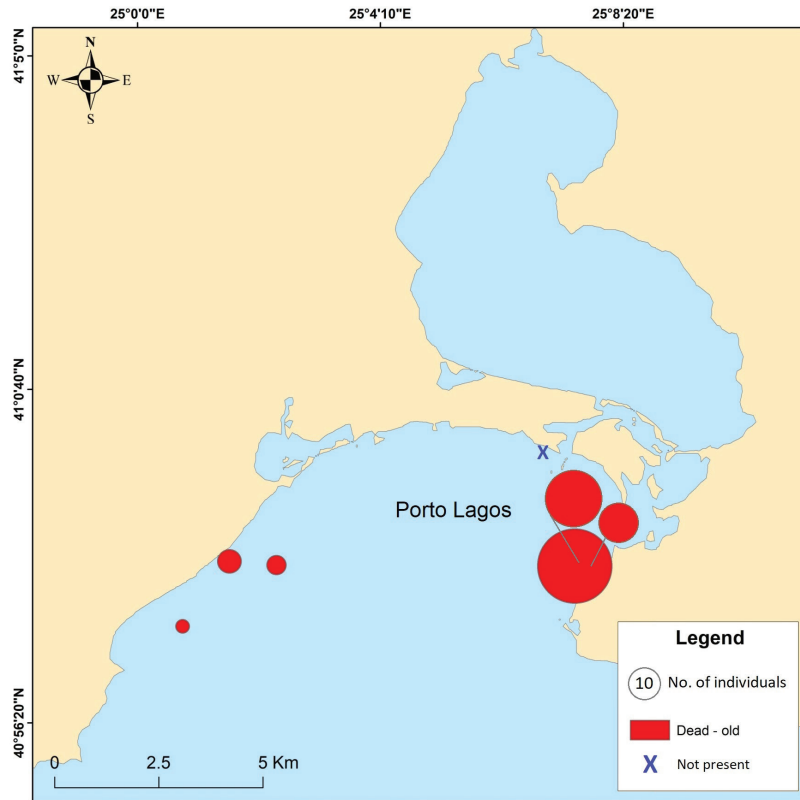 25°0'0"E 25°4'10"E 25°8'20"E
41°5'0"N
N
W E
S
41°0'40"N
X
Porto Lagos
40°56'20"N
Legend
10 No. of individuals
Dead - old
X Not present
0 2.5 5 Km